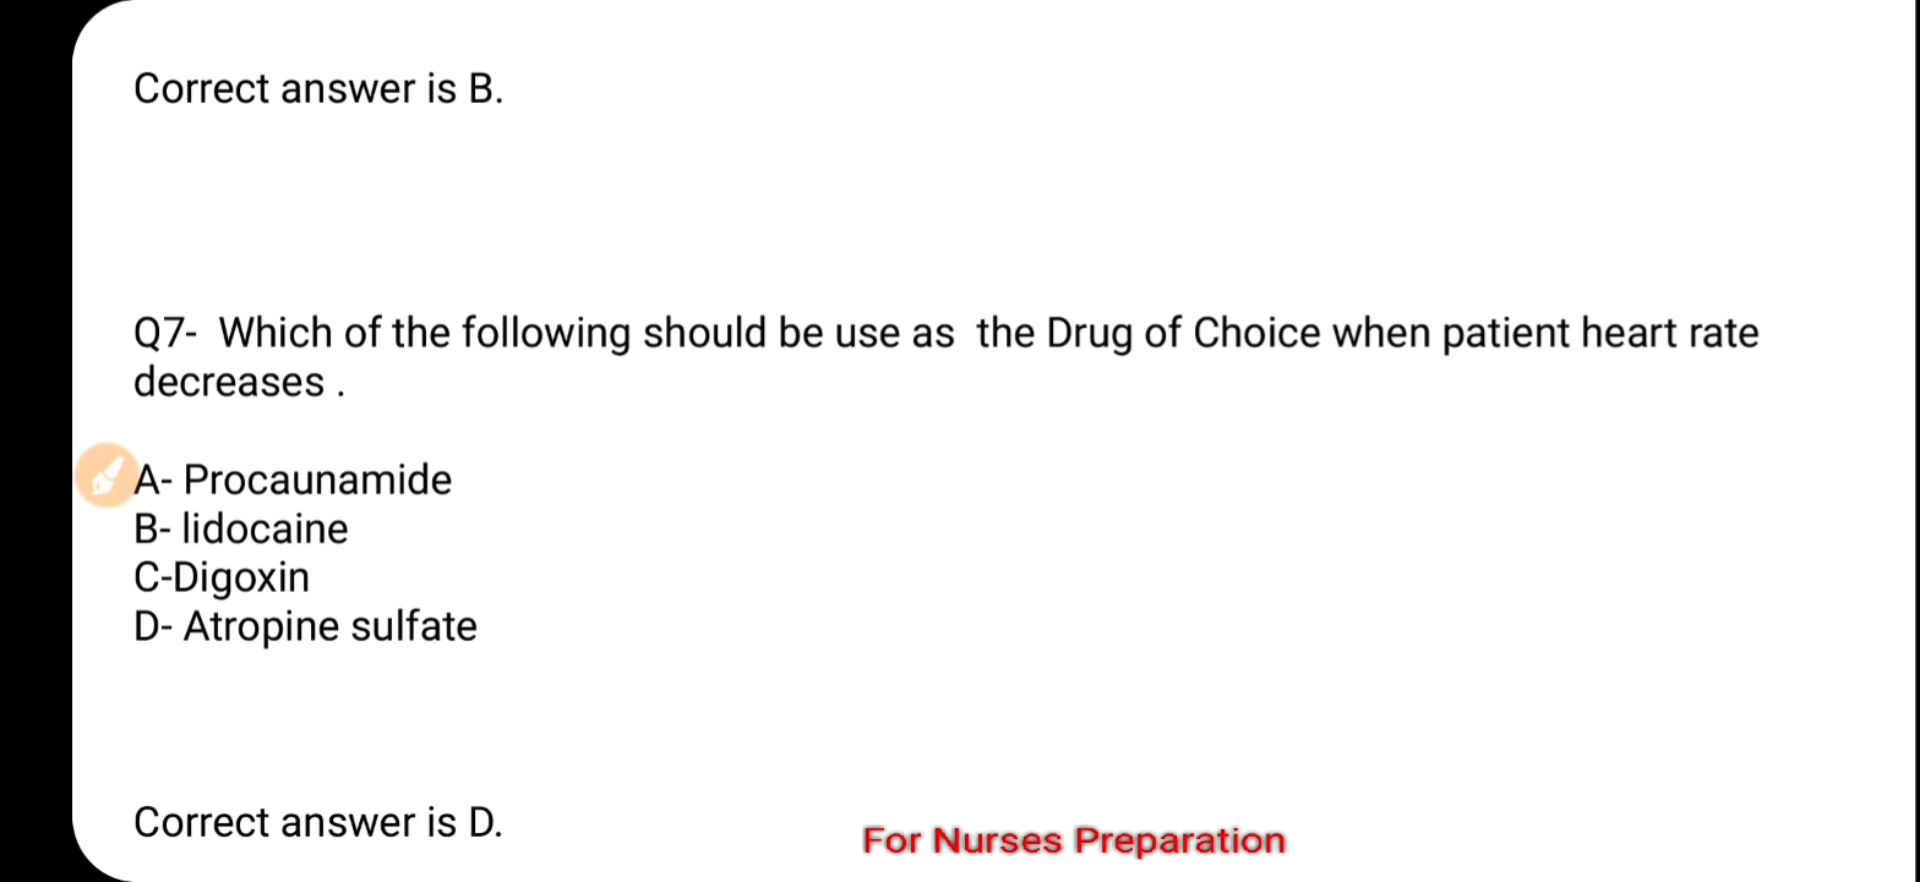 Correct answer is B.
Q7- Which of the following should be use as the Drug of Choice when patient heart rate
decreases .
A- Procaunamide
B- lidocaine
C-Digoxin
D- Atropine sulfate
Correct answer is D.
For Nurses Preparation